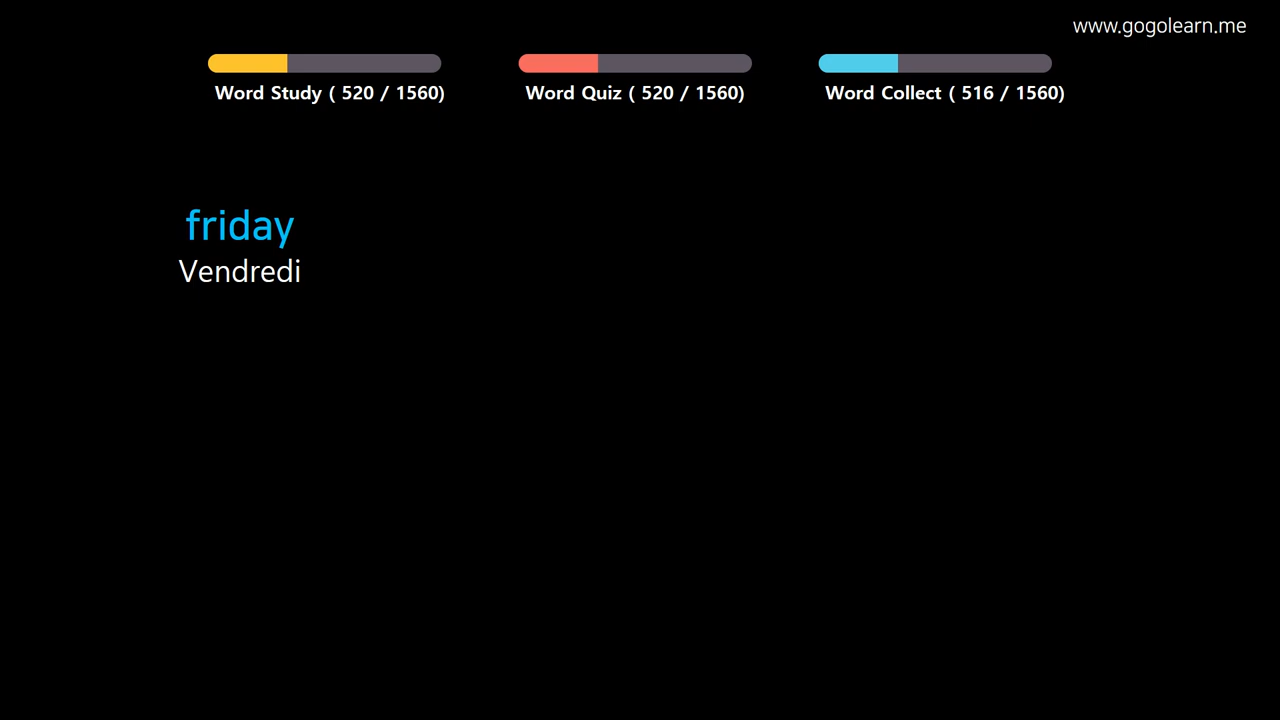 www.gogolearn.me
Word Study ( 520 / 1560)
Word Quiz ( 520 / 1560)
Word Collect ( 516 / 1560)
friday
Vendredi